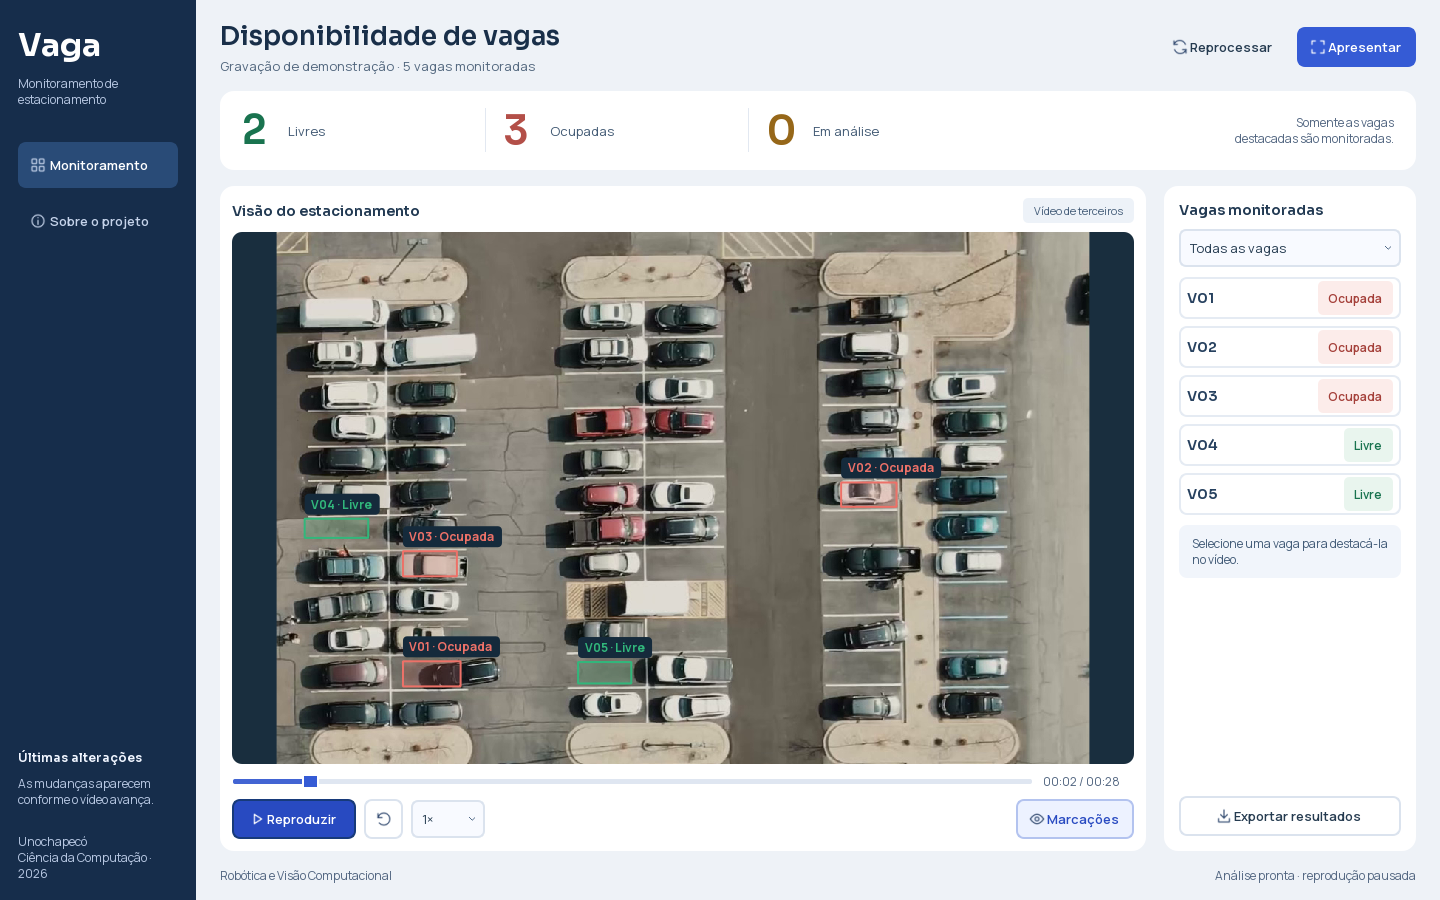 Vaga
Monitoramento de
estacionamento
Monitoramento
Sobre o projeto
Últimas alterações
As mudanças aparecem
conforme o vídeo avança.
Unochapecó
Ciência da Computação ·
2026
Disponibilidade de vagas
Gravação de demonstração · 5 vagas monitoradas
Reprocessar
Apresentar
2 Livres
3 Ocupadas
0 Em análise
Somente as vagas
destacadas são monitoradas.
Visão do estacionamento
Vídeo de terceiros
V02 · Ocupada
V04 · Livre
V03 · Ocupada
V01 · Ocupada
V05 · Livre
00:02 / 00:28
Reproduzir
1×
Marcações
Vagas monitoradas
Todas as vagas
V01 Ocupada
V02 Ocupada
V03 Ocupada
V04 Livre
V05 Livre
Selecione uma vaga para destacá-la
no vídeo.
Exportar resultados
Robótica e Visão Computacional
Análise pronta · reprodução pausada